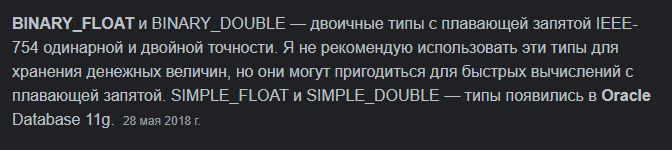 BINARY_FLOAT и BINARY_DOUBLE — двоичные типы с плавающей запятой IEEE-
754 одинарной и двойной точности. Я не рекомендую использовать эти типы для
хранения денежных величин, но они могут пригодиться для быстрых вычислений с
плавающей запятой. SIMPLE_FLOAT и SIMPLE_DOUBLE — типы появились в Oracle
Database 11g. 28 мая 2018 г.